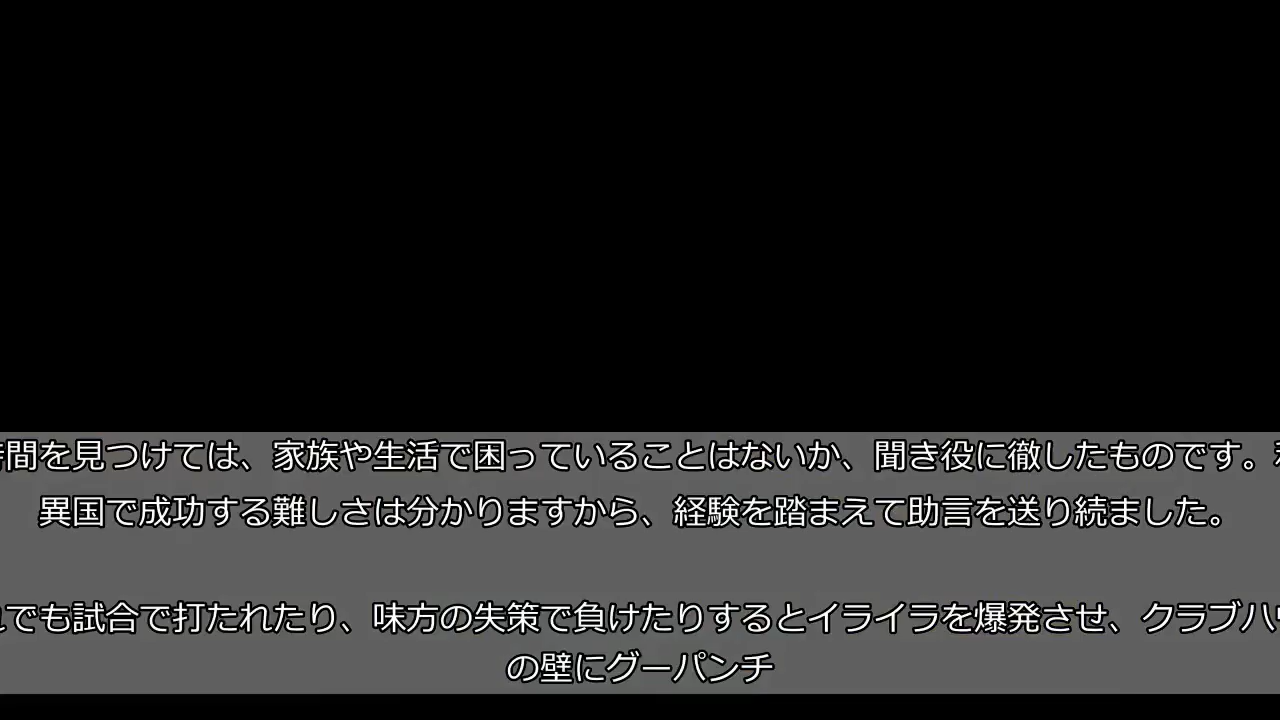 間を見つけては、家族や生活で困っていることはないか、聞き役に徹したものです。
異国で成功する難しさは分かりますから、経験を踏まえて助言を送り続ました。
でも試合で打たれたり、味方の失策で負けたりするとイライラを爆発させ、クラブハ
の壁にグーパンチ